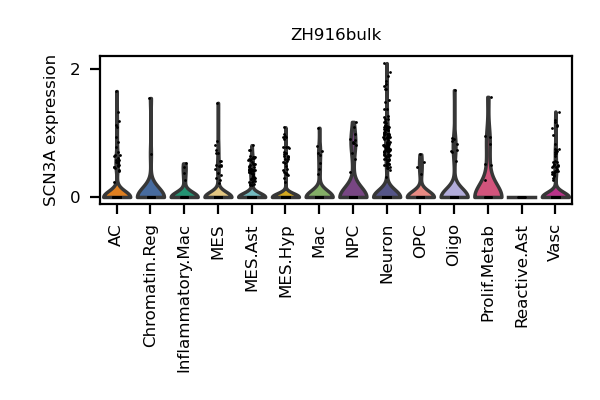 ZH916bulk
SCN3A expression
2
0
AC
Chromatin.Reg
Inflammatory.Mac
MES
MES.Ast
MES.Hyp
Mac
NPC
Neuron
OPC
Oligo
Prolif.Metab
Reactive.Ast
Vasc